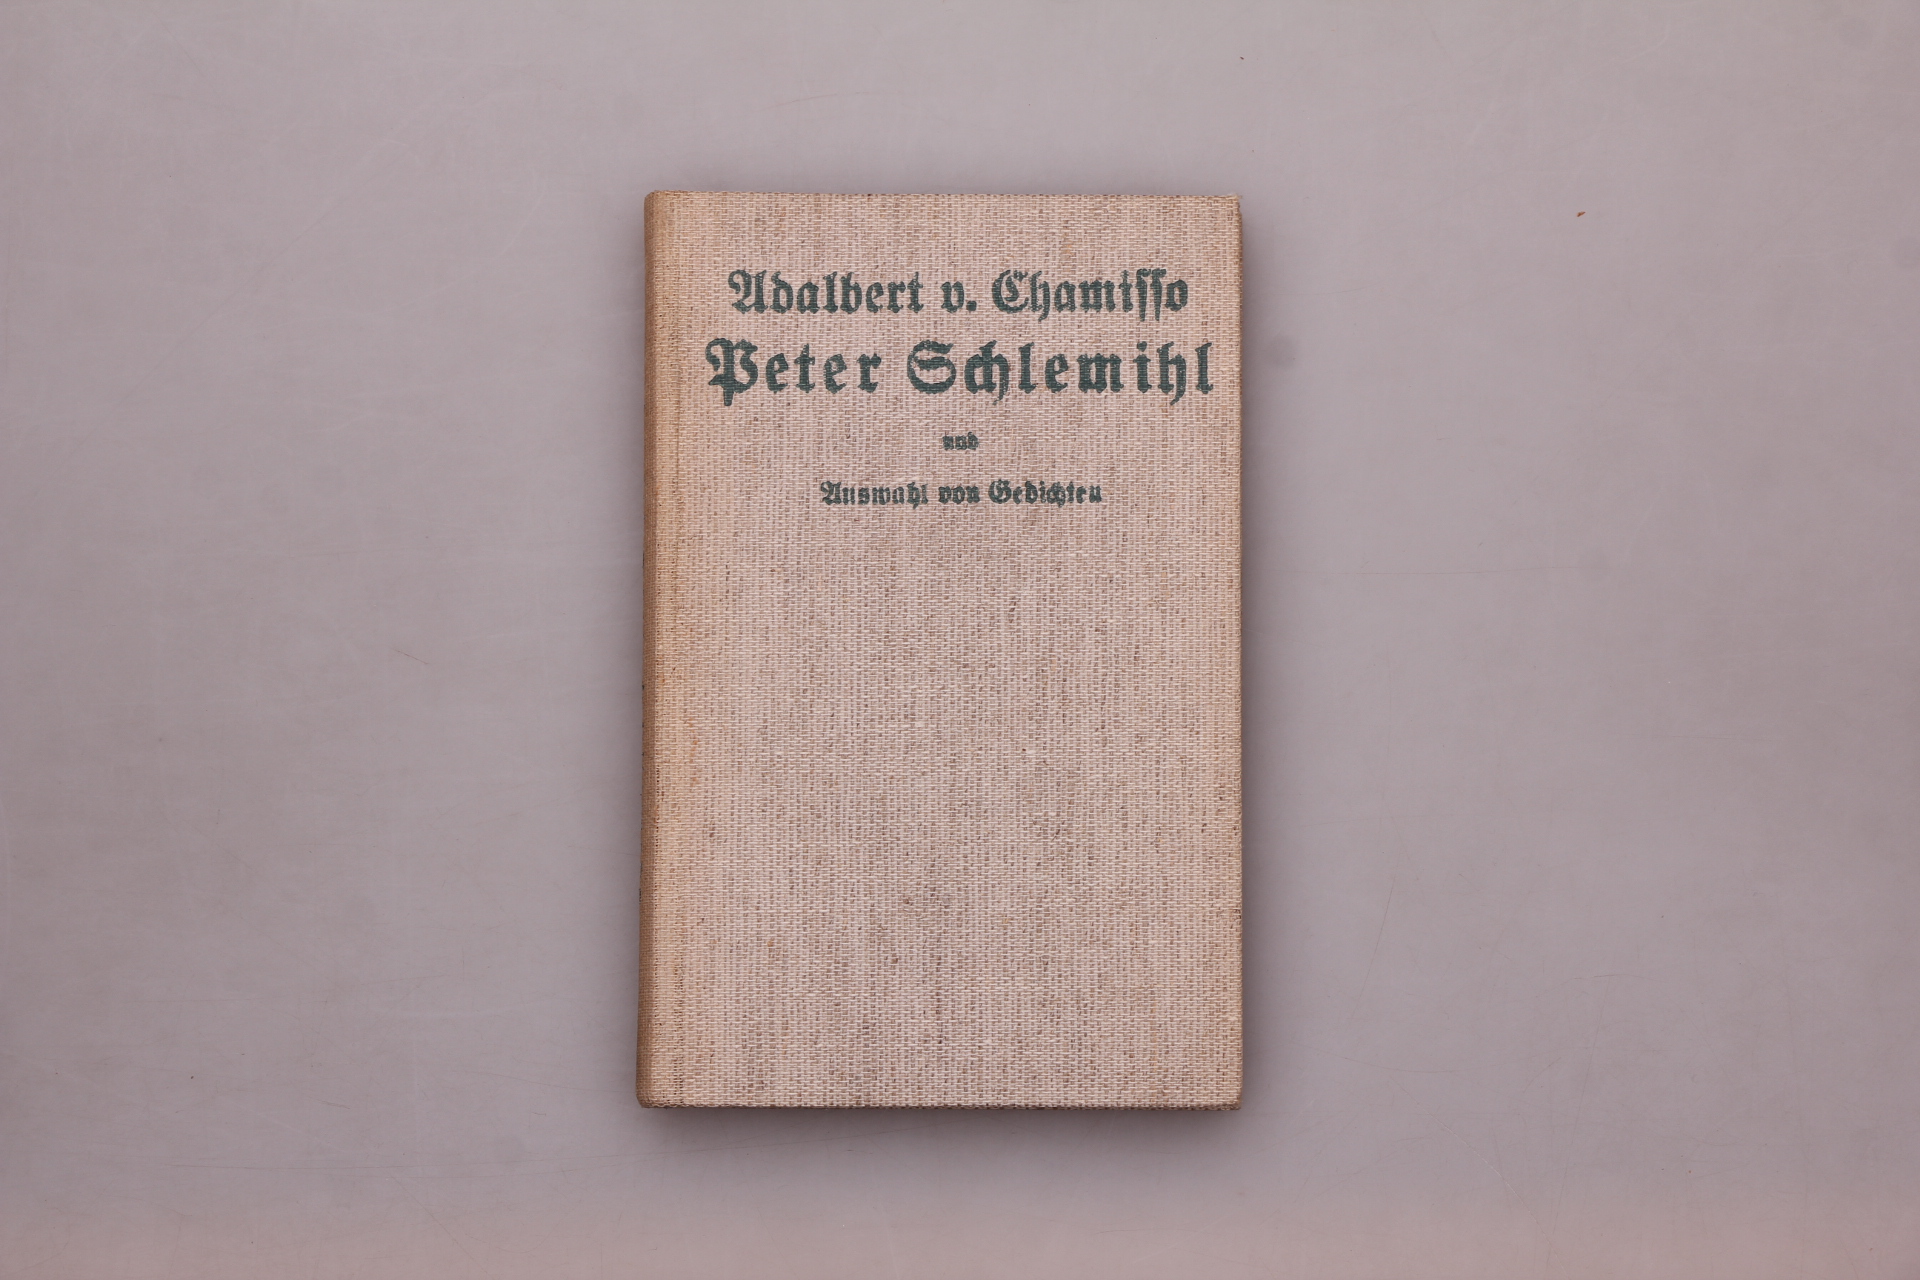 Adalbert v. Chamiſſo
Peter Schlemihl
und
Auswahl von Gedichten